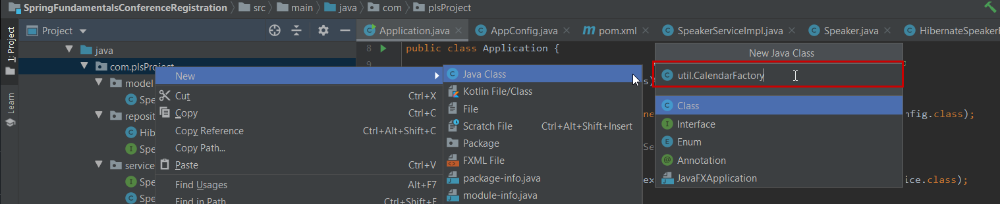 SpringFundamentalsConferenceRegistration src main java com plsProject
1: Project
Project
Application.java AppConfig.java pom.xml SpeakerServiceImpl.java Speaker.java HibernateSpeakerR
java
8 public class Application {
New Java Class
com.plsProject
9
New
Java Class
util.CalendarFactory
model
s)
Spe
Cut Ctrl+X
Kotlin File/Class
Learn
Copy Ctrl+C
File
Class
reposit
Copy Reference Ctrl+Alt+Shift+C
Scratch File Ctrl+Alt+Shift+Insert
Interface
ne
nfig.class);
Hib
Copy Path...
Package
Enum
Se
Spe
service
Paste Ctrl+V
FXML File
Annotation
Spe
Find Usages Alt+F7
package-info.java
JavaFXApplication
ex
ice.class);
Spe
Find in Path... Ctrl+Shift+F
module-info.java